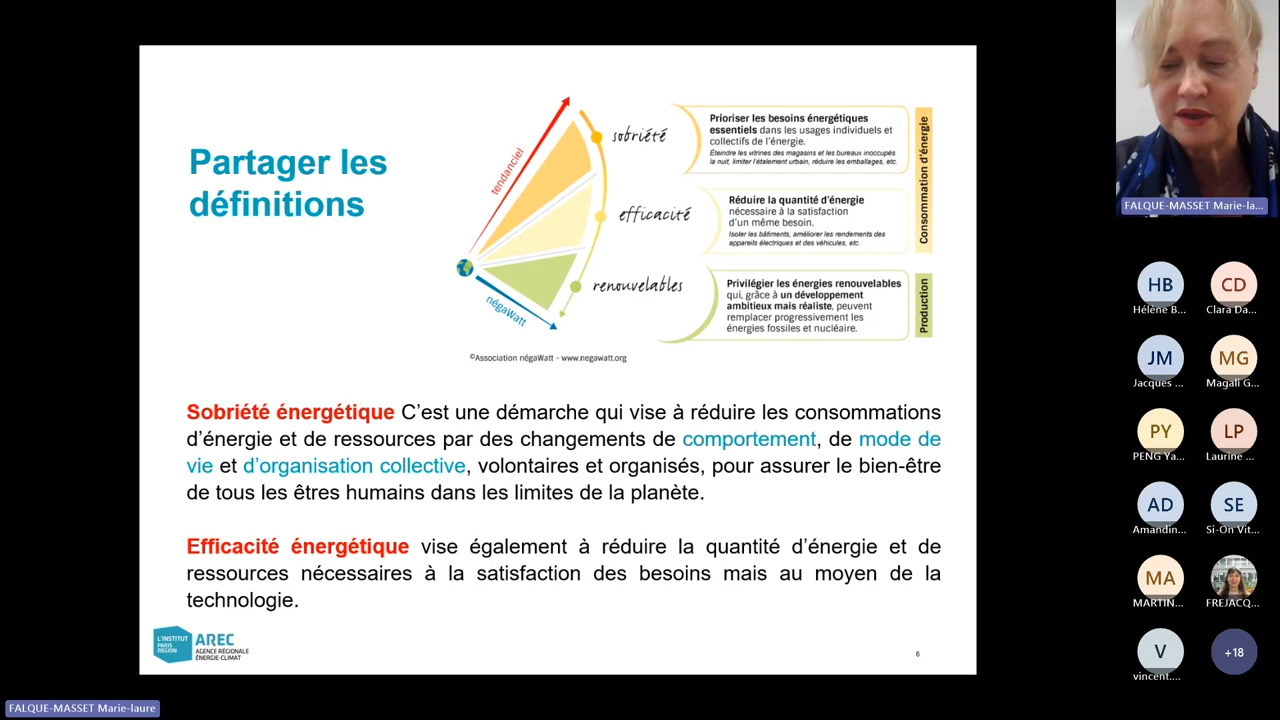 Partager les
définitions
tendanciel
négaWatt
sobriété
efficacité
renouvelables
Prioriser les besoins énergétiques
essentiels dans les usages individuels et
collectifs de l'énergie.
Éteindre les vitrines des magasins et les bureaux inoccupés
la nuit, limiter l'étalement urbain, réduire les emballages, etc.
Réduire la quantité d'énergie
nécessaire à la satisfaction
d'un même besoin.
Isoler les bâtiments, améliorer les rendements des
appareils électriques et des véhicules, etc.
Privilégier les énergies renouvelables
qui, grâce à un développement
ambitieux mais réaliste, peuvent
remplacer progressivement les
énergies fossiles et nucléaire.
Consommation d'énergie
Production
©Association négaWatt - www.negawatt.org
Sobriété énergétique C'est une démarche qui vise à réduire les consommations
d'énergie et de ressources par des changements de comportement, de mode de
vie et d'organisation collective, volontaires et organisés, pour assurer le bien-être
de tous les êtres humains dans les limites de la planète.
Efficacité énergétique vise également à réduire la quantité d'énergie et de
ressources nécessaires à la satisfaction des besoins mais au moyen de la
technologie.
L'INSTITUT
PARIS
REGION
AREC
AGENCE RÉGIONALE
ÉNERGIE-CLIMAT
6
FALQUE-MASSET Marie-laure
FALQUE-MASSET Marie-la...
HB
Hélène B...
CD
Clara Da...
JM
Jacques ...
MG
Magali G...
PY
PENG Ya...
LP
Laurine ...
AD
Amandin...
SE
Si-On Vit...
MA
MARTIN...
FREJACQ...
V
vincent....
+18